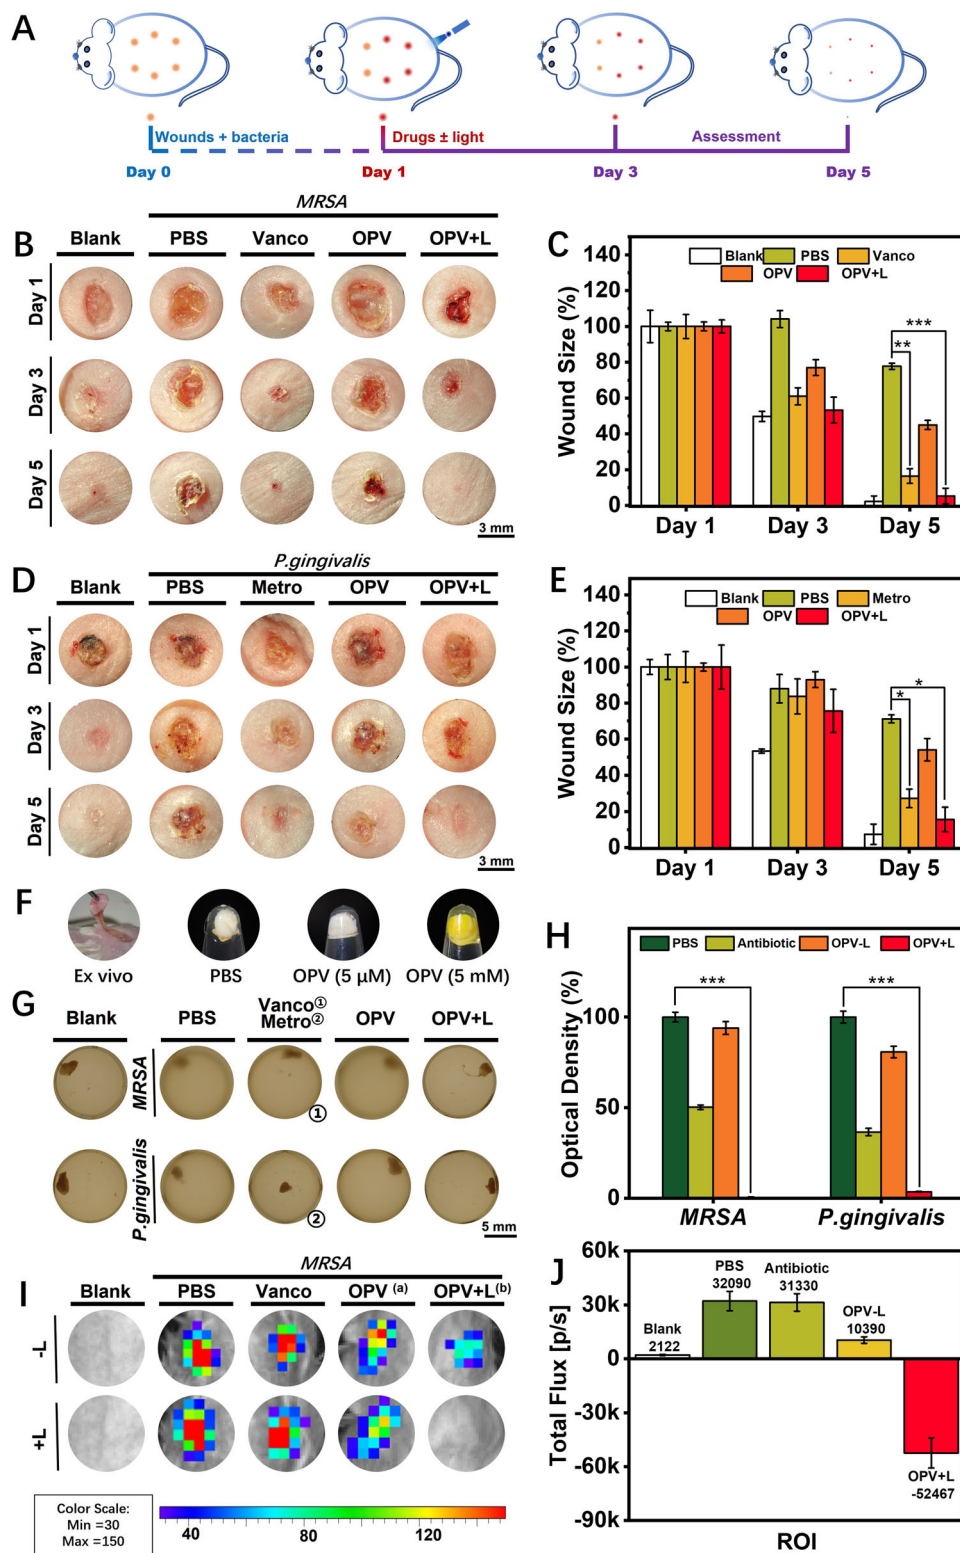 A
Wounds + bacteria
Drugs ± light
Assessment
Day 0
Day 1
Day 3
Day 5
MRSA
B
Blank
PBS
Vanco
OPV
OPV+L
Day 1
Day 3
Day 5
3 mm
C
Wound Size (%)
140
120
100
80
60
40
20
0
Blank
PBS
Vanco
OPV
OPV+L
***
**
Day 1
Day 3
Day 5
P.gingivalis
D
Blank
PBS
Metro
OPV
OPV+L
Day 1
Day 3
Day 5
3 mm
E
Wound Size (%)
140
120
100
80
60
40
20
0
Blank
PBS
Metro
OPV
OPV+L
*
*
Day 1
Day 3
Day 5
F
Ex vivo
PBS
OPV (5 μM)
OPV (5 mM)
G
Blank
PBS
Vanco①
Metro②
OPV
OPV+L
MRSA
①
P.gingivalis
②
5 mm
H
Optical Density (%)
100
50
0
PBS
Antibiotic
OPV-L
OPV+L
***
***
MRSA
P.gingivalis
MRSA
I
Blank
PBS
Vanco
OPV (a)
OPV+L(b)
-L
+L
Color Scale:
Min =30
Max =150
40
80
120
J
Total Flux [p/s]
60k
30k
0
-30k
-60k
-90k
Blank
2122
PBS
32090
Antibiotic
31330
OPV-L
10390
OPV+L
-52467
ROI